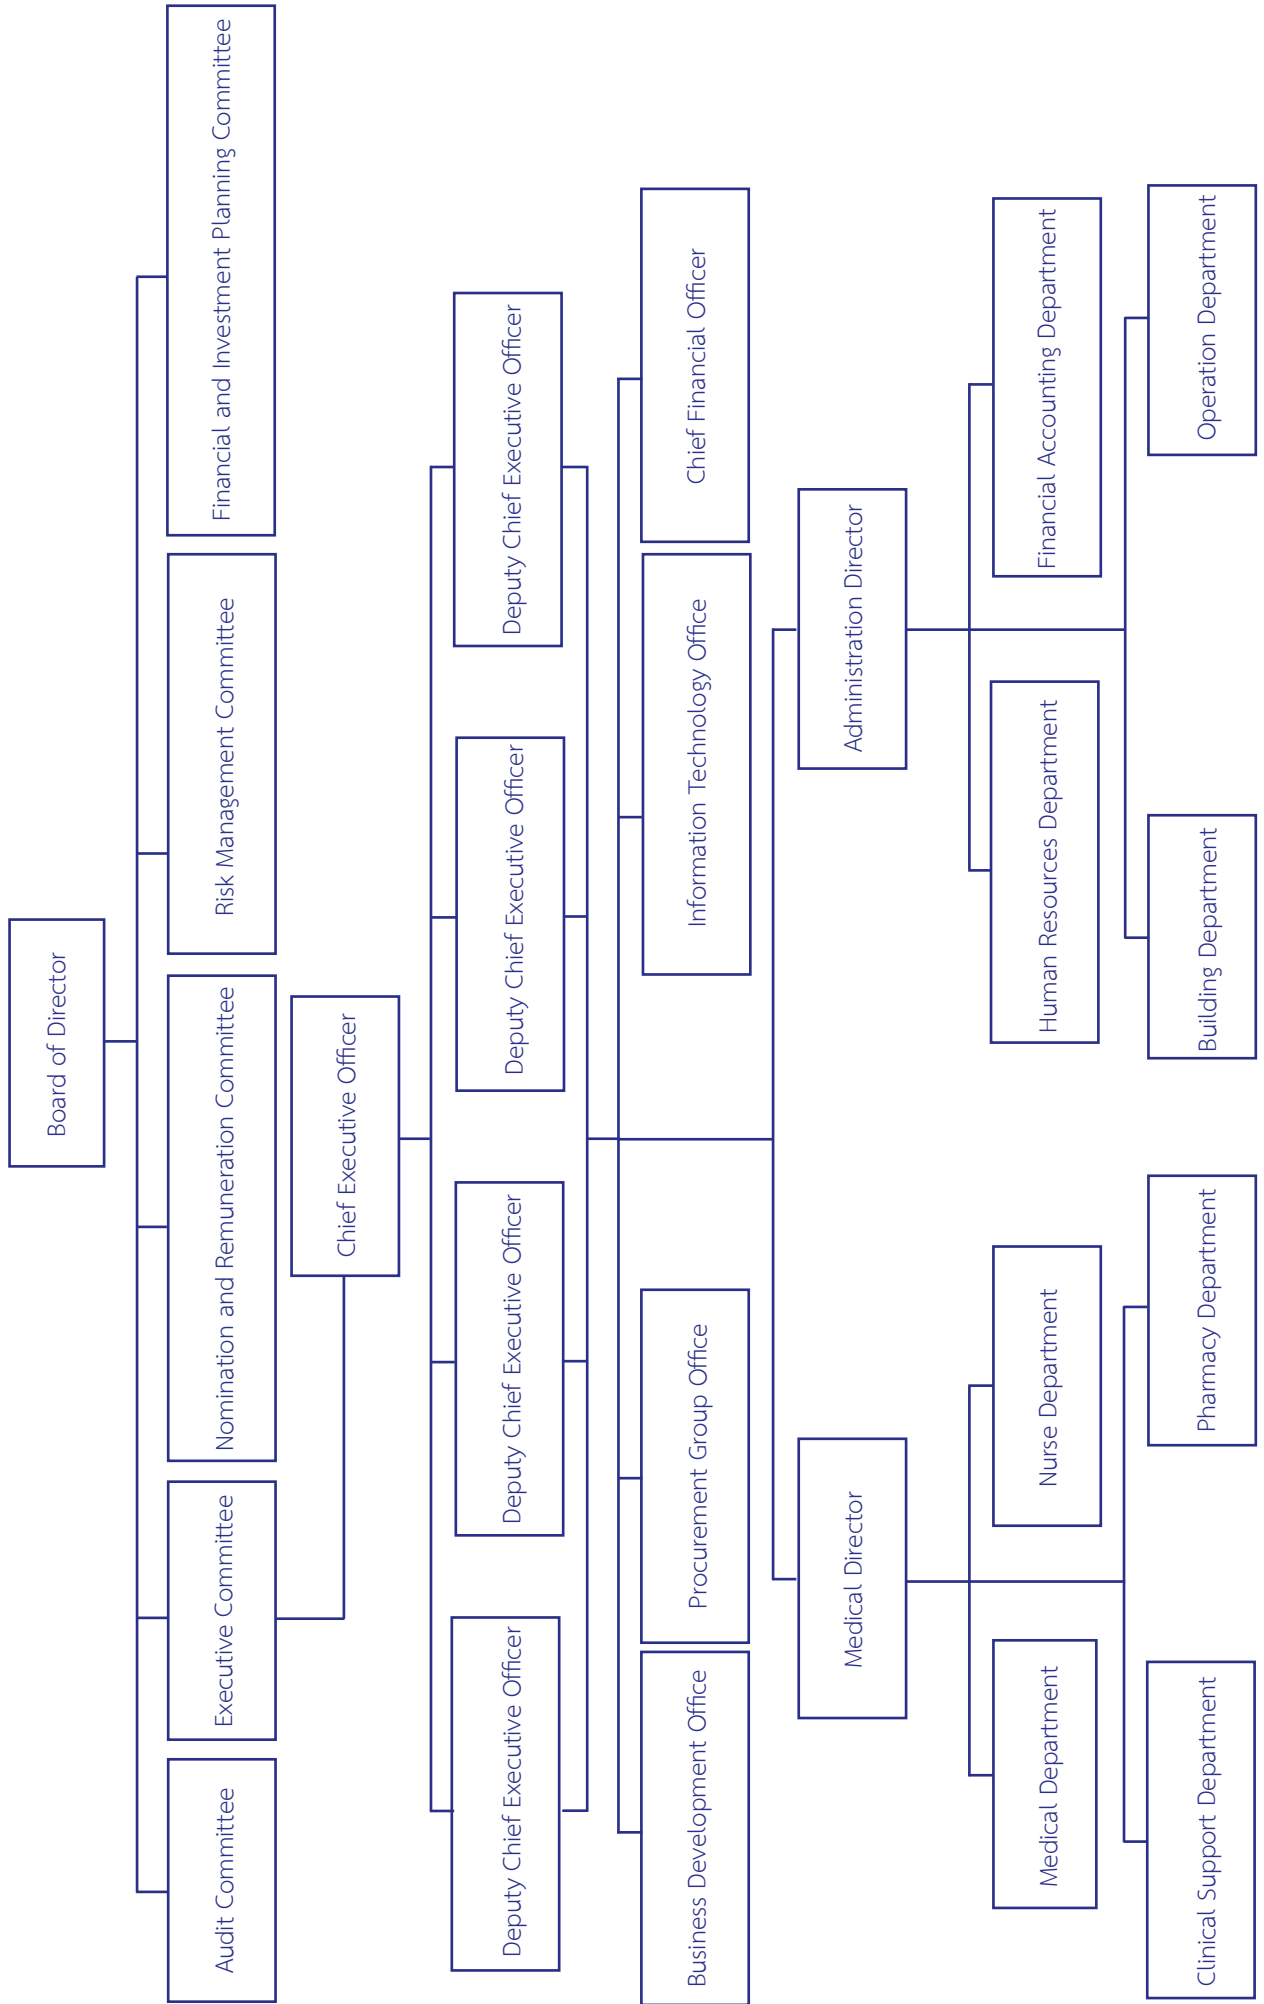 Board of Director
Audit Committee
Executive Committee
Nomination and Remuneration Committee
Risk Management Committee
Financial and Investment Planning Committee
Chief Executive Officer
Deputy Chief Executive Officer
Deputy Chief Executive Officer
Deputy Chief Executive Officer
Deputy Chief Executive Officer
Business Development Office
Procurement Group Office
Information Technology Office
Chief Financial Officer
Medical Director
Administration Director
Medical Department
Nurse Department
Human Resources Department
Financial Accounting Department
Clinical Support Department
Pharmacy Department
Building Department
Operation Department